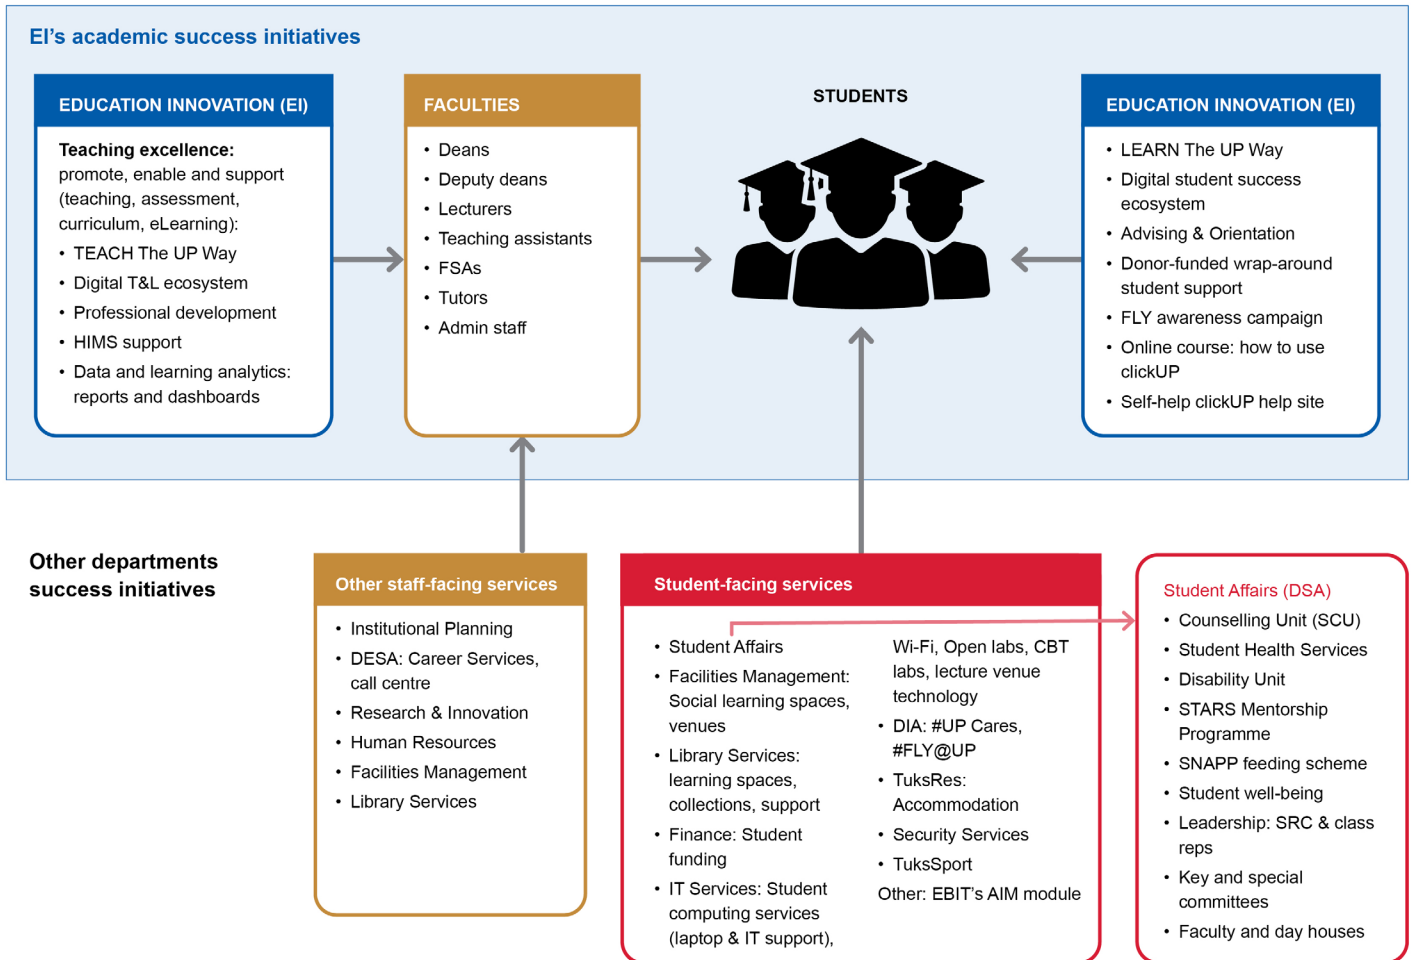 EI’s academic success initiatives
EDUCATION INNOVATION (EI)
Teaching excellence:
promote, enable and support
(teaching, assessment,
curriculum, eLearning):
• TEACH The UP Way
• Digital T&L ecosystem
• Professional development
• HIMS support
• Data and learning analytics:
reports and dashboards
FACULTIES
• Deans
• Deputy deans
• Lecturers
• Teaching assistants
• FSAs
• Tutors
• Admin staff
STUDENTS
EDUCATION INNOVATION (EI)
• LEARN The UP Way
• Digital student success
ecosystem
• Advising & Orientation
• Donor-funded wrap-around
student support
• FLY awareness campaign
• Online course: how to use
clickUP
• Self-help clickUP help site
Other departments
success initiatives
Other staff-facing services
• Institutional Planning
• DESA: Career Services,
call centre
• Research & Innovation
• Human Resources
• Facilities Management
• Library Services
Student-facing services
• Student Affairs
• Facilities Management:
Social learning spaces,
venues
• Library Services:
learning spaces,
collections, support
• Finance: Student
funding
• IT Services: Student
computing services
(laptop & IT support),
Wi-Fi, Open labs, CBT
labs, lecture venue
technology
• DIA: #UP Cares,
#FLY@UP
• TuksRes:
Accommodation
• Security Services
• TuksSport
Other: EBIT’s AIM module
Student Affairs (DSA)
• Counselling Unit (SCU)
• Student Health Services
• Disability Unit
• STARS Mentorship
Programme
• SNAPP feeding scheme
• Student well-being
• Leadership: SRC & class
reps
• Key and special
committees
• Faculty and day houses